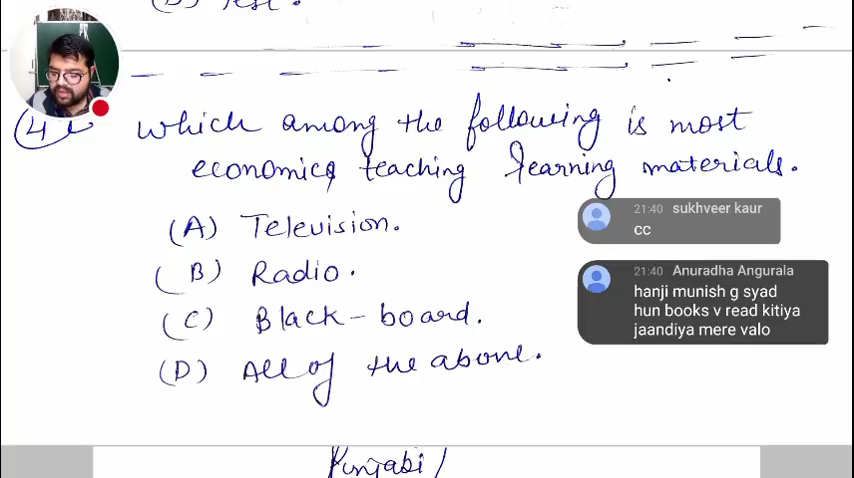 (B) Test.
4 Which among the following is most
economics teaching learning materials.
(A) Television.
(B) Radio.
(C) Black-board.
(D) All of the above.
21:40 sukhveer kaur
cc
21:40 Anuradha Angurala
hanji munish g syad
hun books v read kitiya
jaandiya mere valo
Punjabi/